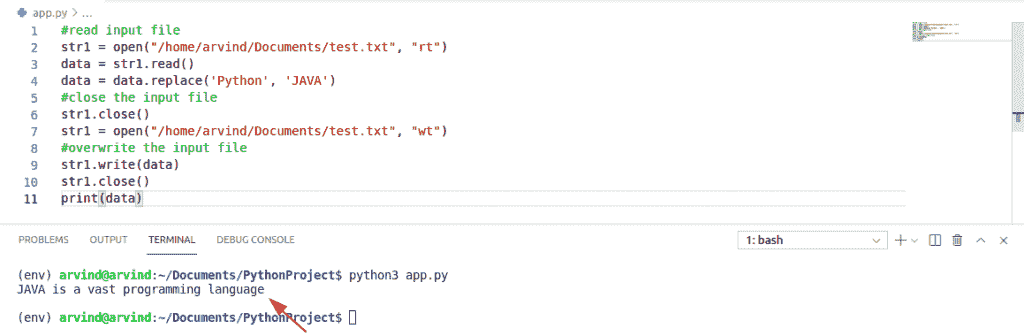 app.py > ...
1 #read input file
2 str1 = open("/home/arvind/Documents/test.txt", "rt")
3 data = str1.read()
4 data = data.replace('Python', 'JAVA')
5 #close the input file
6 str1.close()
7 str1 = open("/home/arvind/Documents/test.txt", "wt")
8 #overwrite the input file
9 str1.write(data)
10 str1.close()
11 print(data)
PROBLEMS OUTPUT TERMINAL DEBUG CONSOLE 1: bash
(env) arvind@arvind:~/Documents/PythonProject$ python3 app.py
JAVA is a vast programming language
(env) arvind@arvind:~/Documents/PythonProject$